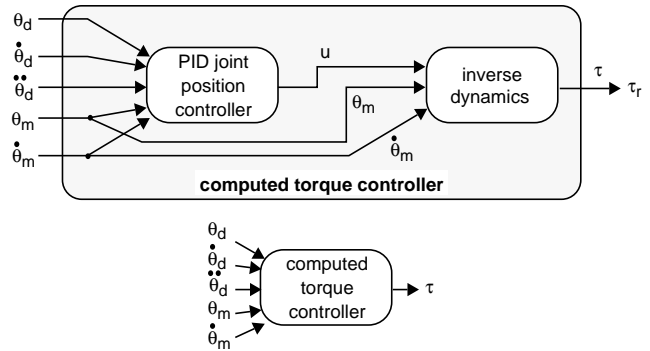 θd
θ̇d
θ̈d
θm
θ̇m
PID joint
position
controller
u
θm
θ̇m
inverse
dynamics
τ
τr
computed torque controller
θd
θ̇d
θ̈d
θm
θ̇m
computed
torque
controller
τ